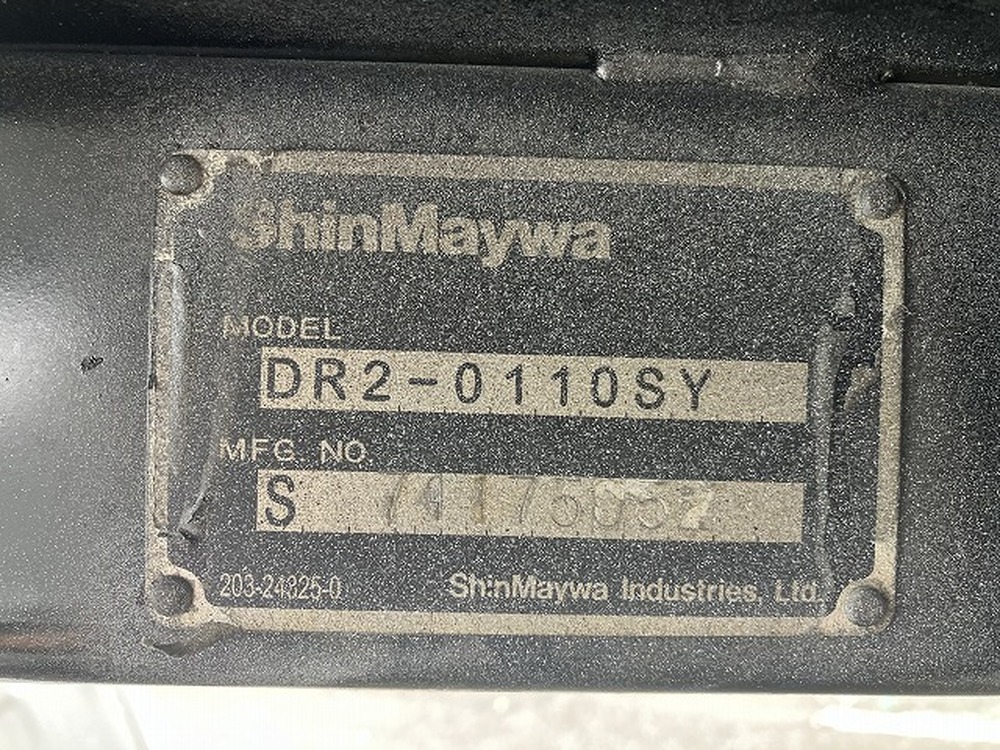 ShinMaywa
MODEL
DR2-0110SY
MFG. NO.
S
203-24825-0
ShinMaywa Industries, Ltd.